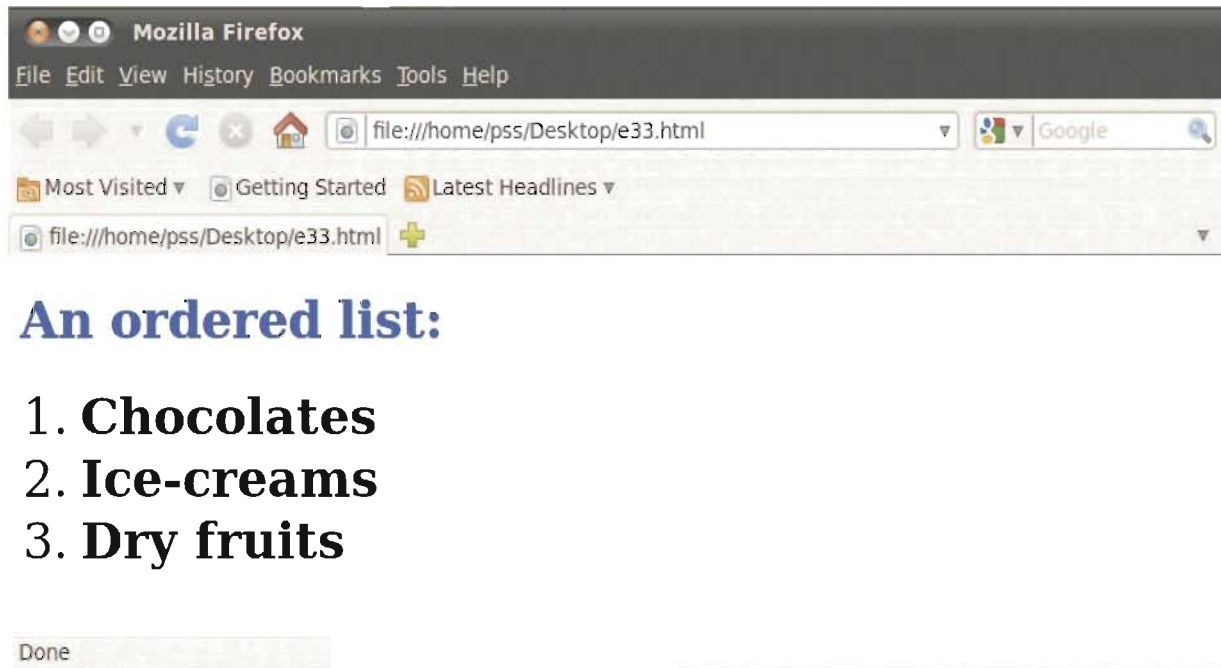 Mozilla Firefox
File Edit View History Bookmarks Tools Help
file:///home/pss/Desktop/e33.html Google
Most Visited Getting Started Latest Headlines
file:///home/pss/Desktop/e33.html
An ordered list:
1. Chocolates
2. Ice-creams
3. Dry fruits
Done